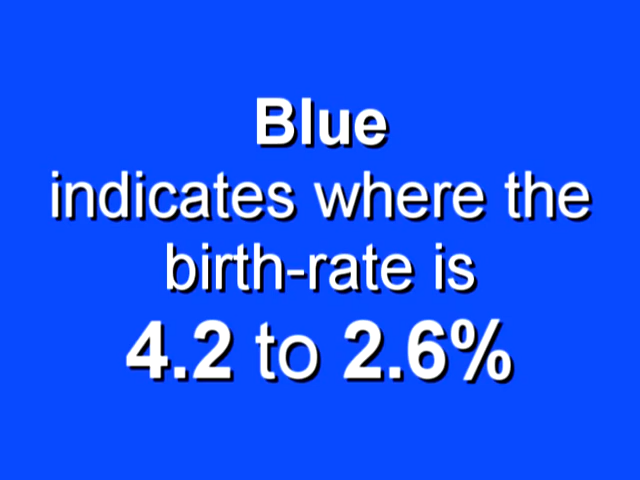 Blue
indicates where the
birth-rate is
4.2 to 2.6%